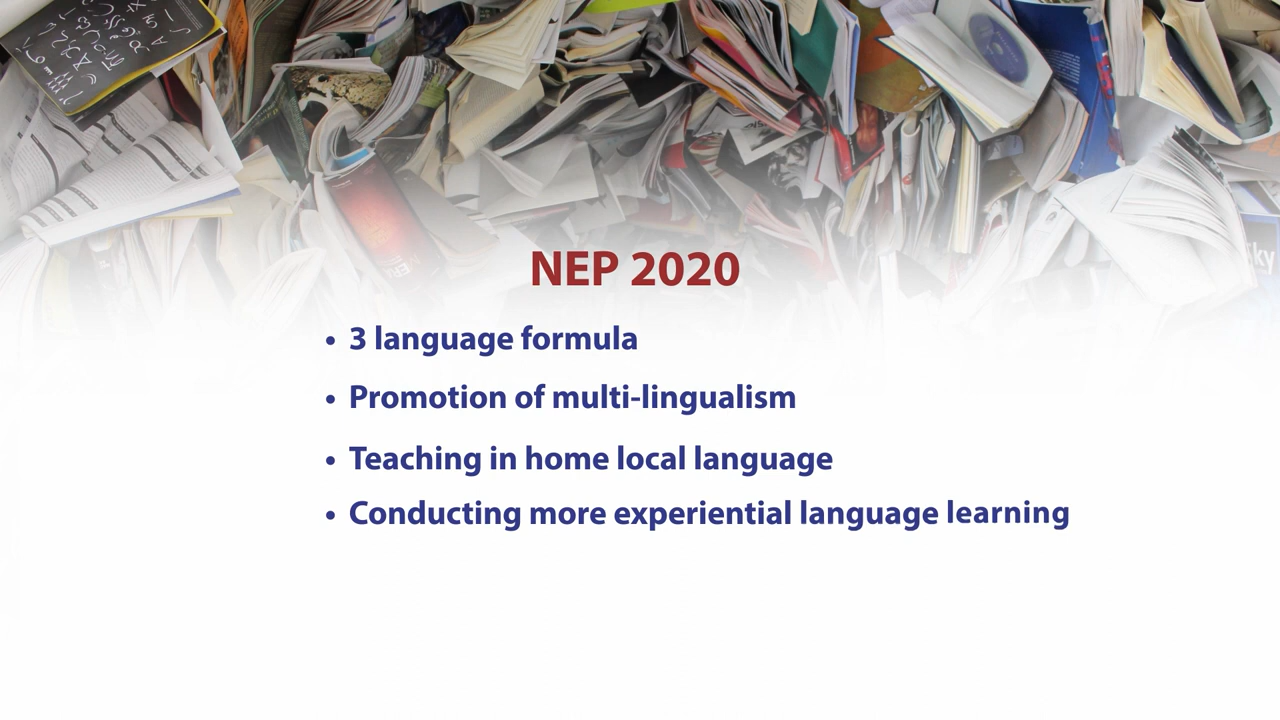 NEP 2020
• 3 language formula
• Promotion of multi-lingualism
• Teaching in home local language
• Conducting more experiential language learning